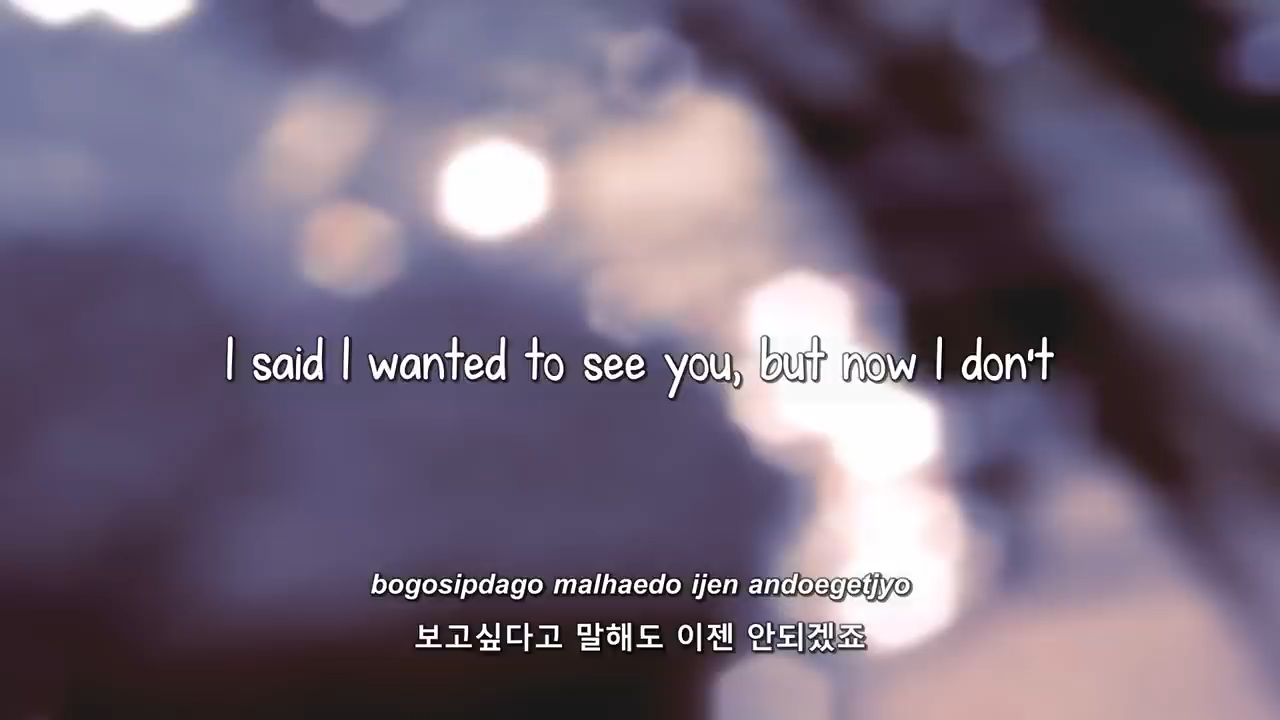 I said I wanted to see you, but now I don't
bogosipdago malhaedo ijen andoegetjyo
보고싶다고 말해도 이젠 안되겠죠